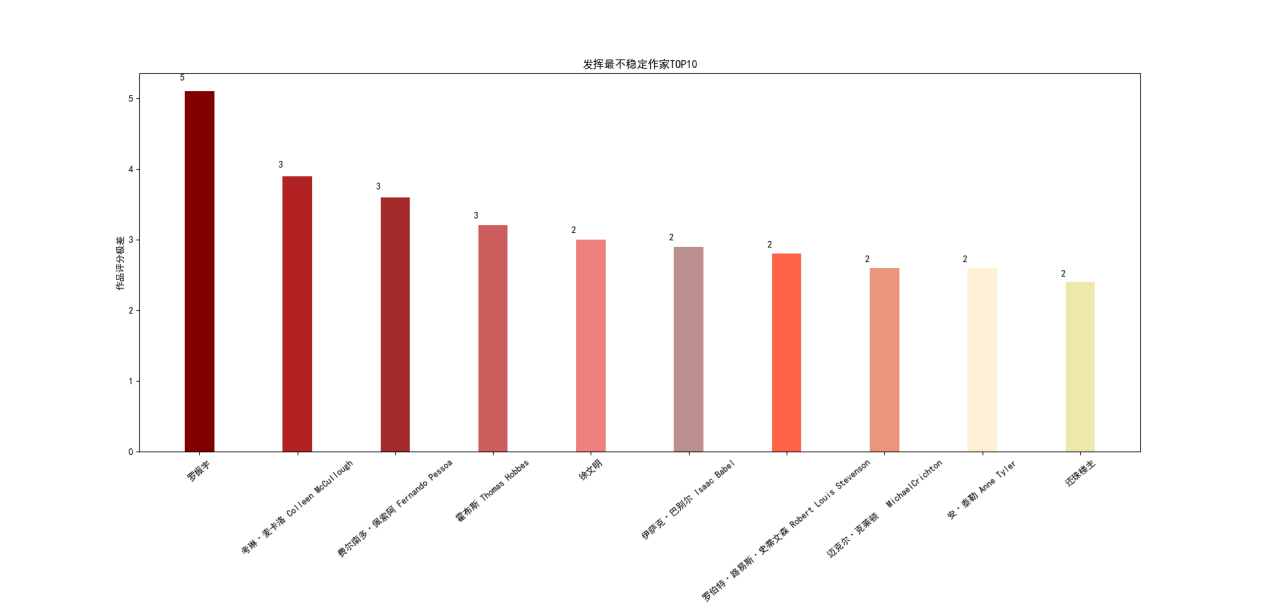 发挥最不稳定作家TOP10
作品评分极差
5
4
3
2
1
0
5
3
3
3
2
2
2
2
2
2
罗振宇
考琳·麦卡洛 Colleen McCullough
费尔南多·佩索阿 Fernando Pessoa
霍布斯 Thomas Hobbes
徐文明
伊萨克·巴别尔 Isaac Babel
罗伯特·路易斯·史蒂文森 Robert Louis Stevenson
迈克尔·克莱顿 MichaelCrichton
安·泰勒 Anne Tyler
还珠楼主